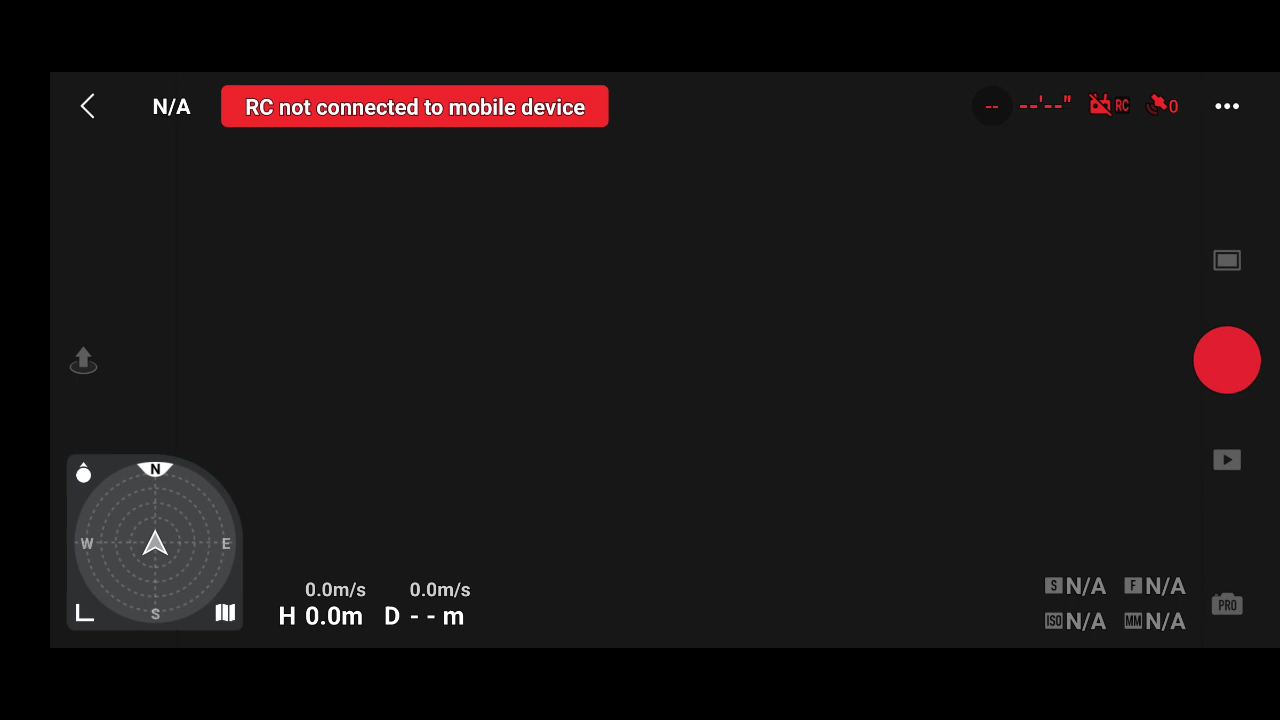 N/A RC not connected to mobile device -- --'--" RC 0
N
W E
S
0.0m/s 0.0m/s
H 0.0m D - - m
S N/A F N/A
ISO N/A MM N/A
PRO